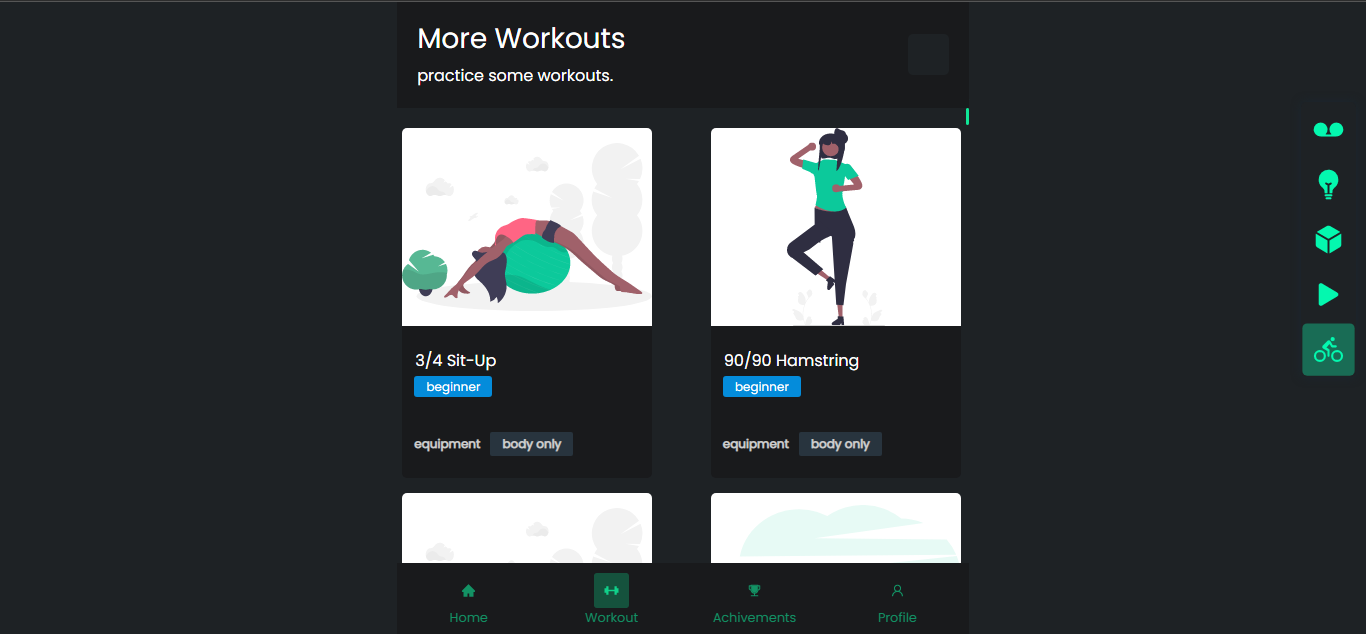 More Workouts
practice some workouts.
3/4 Sit-Up
beginner
equipment body only
90/90 Hamstring
beginner
equipment body only
Home
Workout
Achivements
Profile